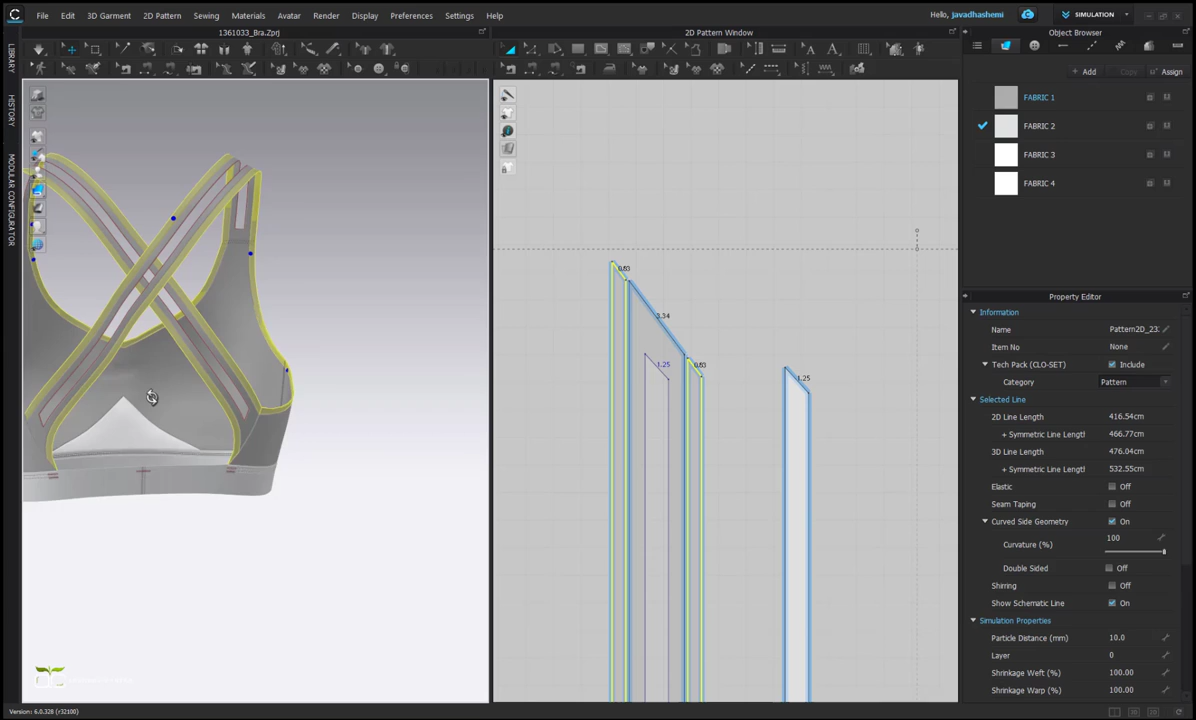 File Edit 3D Garment 2D Pattern Sewing Materials Avatar Render Display Preferences Settings Help
Hello, javadhashemi
SIMULATION
1361033_Bra.Zprj
2D Pattern Window
Object Browser
LIBRARY
HISTORY
MODULAR CONFIGURATOR
+ Add
Copy
Assign
FABRIC 1
FABRIC 2
FABRIC 3
FABRIC 4
3.34
1.25
1.25
Property Editor
Information
Name Pattern2D_23
Item No None
Tech Pack (CLO-SET) Include
Category Pattern
Selected Line
2D Line Length 416.54cm
+ Symmetric Line Length 466.77cm
3D Line Length 476.04cm
+ Symmetric Line Length 532.55cm
Elastic Off
Seam Taping Off
Curved Side Geometry On
Curvature (%) 100
Double Sided Off
Shirring Off
Show Schematic Line On
Simulation Properties
Particle Distance (mm) 10.0
Layer 0
Shrinkage Weft (%) 100.00
Shrinkage Warp (%) 100.00
Version: 6.0.328 (r32100)